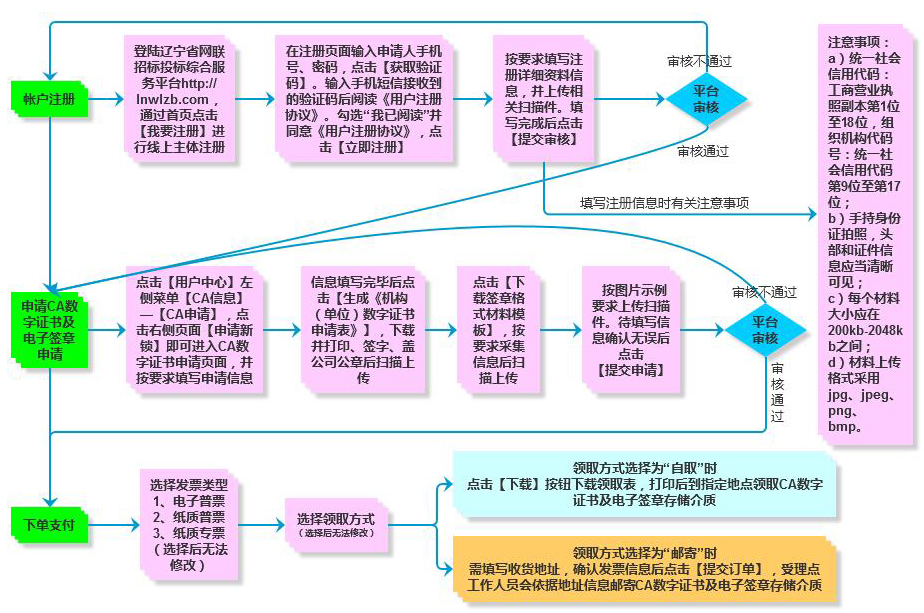 帐户注册
登陆辽宁省网联
招标投标综合服
务平台http://
lnwlzb.com，
通过首页点击
【我要注册】进
行线上主体注册
在注册页面输入申请人手机
号、密码，点击【获取验证
码】。输入手机短信接收到
的验证码后阅读《用户注册
协议》。勾选“我已阅读”并
同意《用户注册协议》，点
击【立即注册】
按要求填写注
册详细资料信
息，并上传相
关扫描件。填
写完成后点击
【提交审核】
审核不通过
平台
审核
审核通过
填写注册信息时有关注意事项
注意事项：
a）统一社会
信用代码：
工商营业执
照副本第1位
至18位，组
织机构代码
号：统一社
会信用代码
第9位至第17
位；
b）手持身份
证拍照，头
部和证件信
息应当清晰
可见；
c）每个材料
大小应在
200kb-2048k
b之间；
d）材料上传
格式采用
jpg、jpeg、
png、
bmp。
申请CA数
字证书及
电子签章
申请
点击【用户中心】左
侧菜单【CA信息】
—【CA申请】，点
击右侧页面【申请新
锁】即可进入CA数
字证书申请页面，并
按要求填写申请信息
信息填写完毕后点
击【生成《机构
（单位）数字证书
申请表》】，下载
并打印、签字、盖
公司公章后扫描上
传
点击【下
载签章格
式材料模
板】，按
要求采集
信息后扫
描上传
按图片示例
要求上传扫描
件。待填写信
息确认无误后
点击
【提交申请】
审核不通过
平台
审核
审
核
通
过
下单支付
选择发票类型
1、电子普票
2、纸质普票
3、纸质专票
（选择后无法
修改）
选择领取方式
（选择后无法修改）
领取方式选择为“自取”时
点击【下载】按钮下载领取表，打印后到指定地点领取CA数字
证书及电子签章存储介质
领取方式选择为“邮寄”时
需填写收货地址，确认发票信息后点击【提交订单】，受理点
工作人员会依据地址信息邮寄CA数字证书及电子签章存储介质